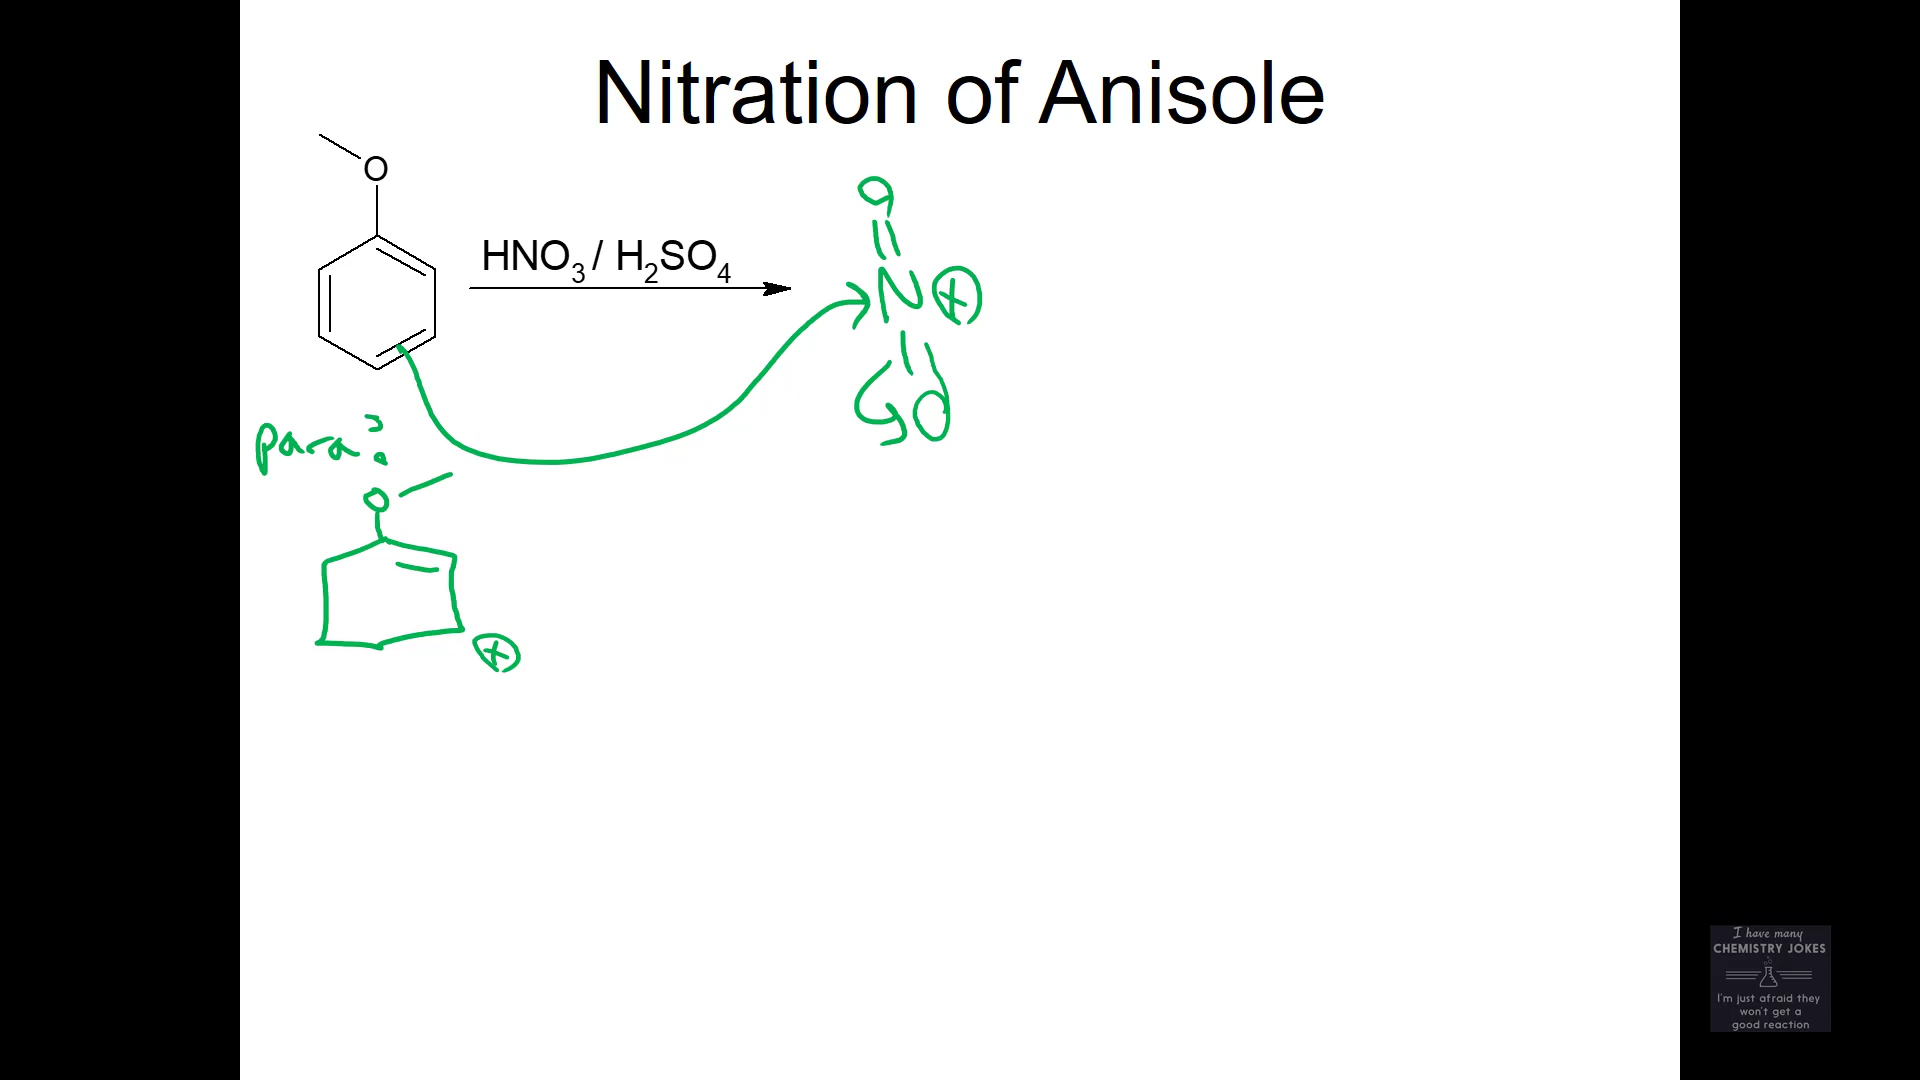 Nitration of Anisole
O
HNO₃ / H₂SO₄
O
N ⊕
O
para?
O
⊕
I have many
CHEMISTRY JOKES
I'm just afraid they
won't get a
good reaction